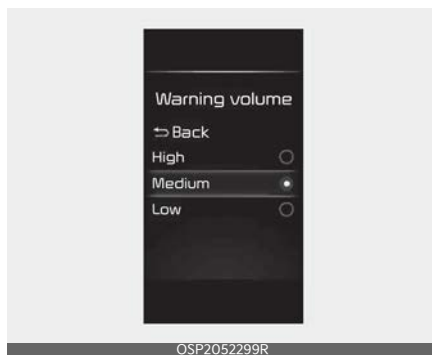 Warning volume
Back
High
Medium
Low
OSP2052299R